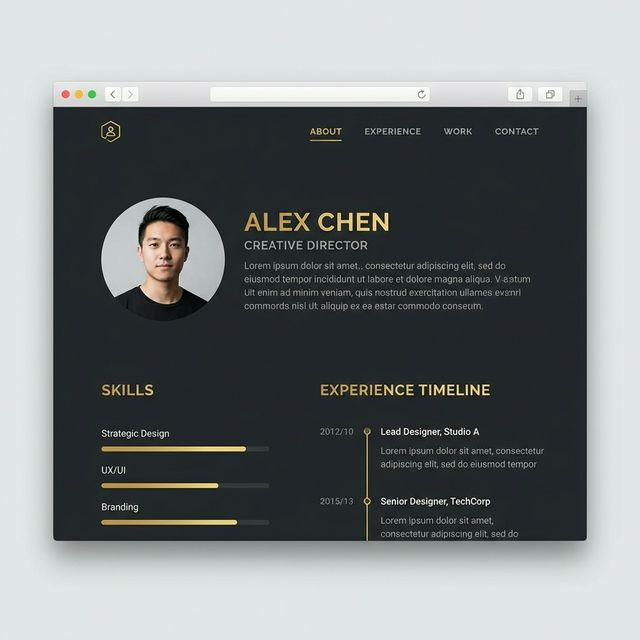 ABOUT EXPERIENCE WORK CONTACT
ALEX CHEN
CREATIVE DIRECTOR
Lorem ipsum dolor sit amet., consectetur adipiscing elit, sed do
eiusmod tempor incididunt ut labore et dolore magna aliqua.
Ut enim ad minim veniam, quis nostrud exercitation ullames
commords nisl Ut aliquip ex ea estar commodo conseum.
SKILLS
Strategic Design
UX/UI
Branding
EXPERIENCE TIMELINE
2012/10 Lead Designer, Studio A
Lorem ipsum dolor sit amet, consectetur
adipiscing elit, sed do eiusmod tempor
2015/13 Senior Designer, TechCorp
Lorem ipsum dolor sit amet,
consectetur adipiscing elit, sed do